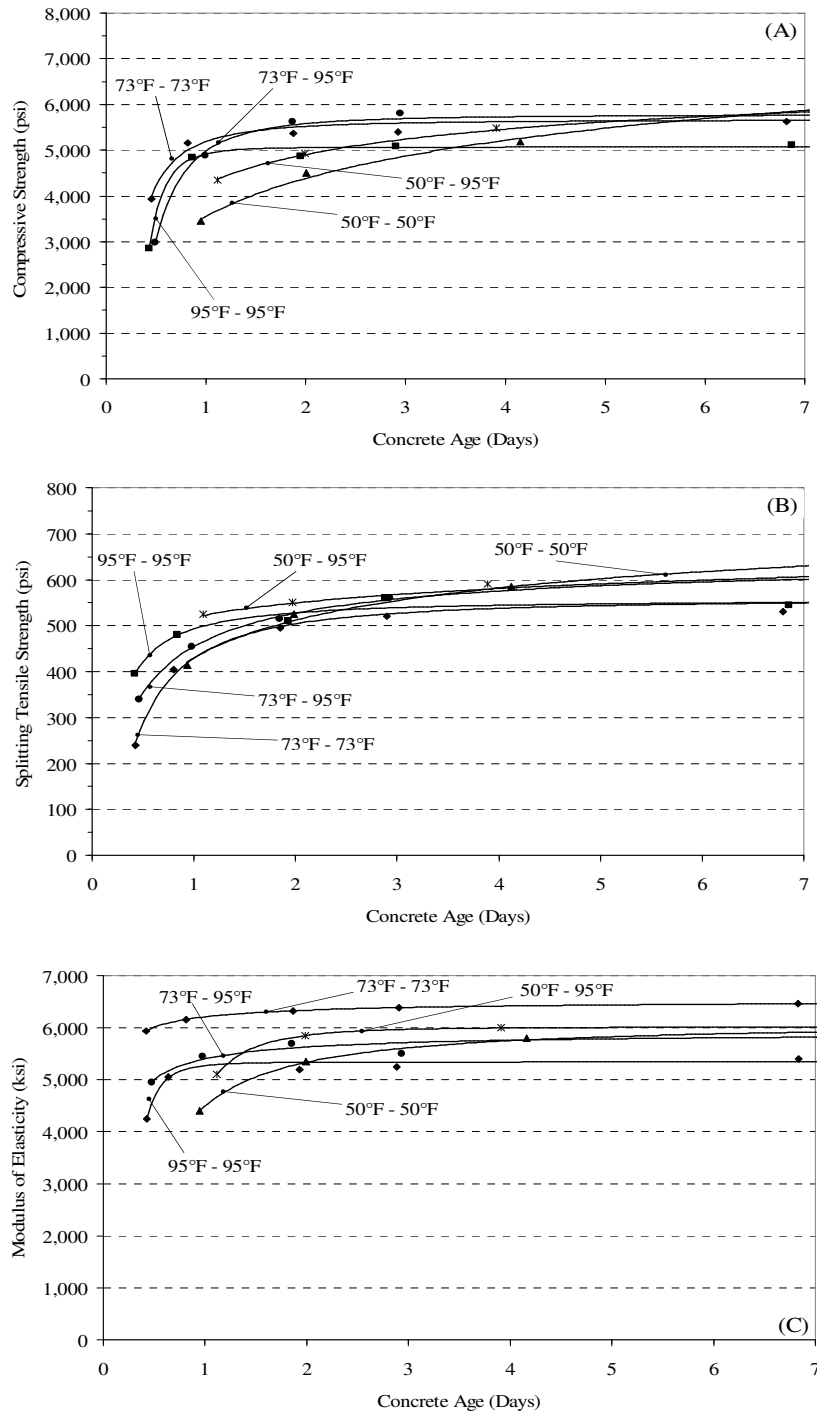 (A)
8,000
7,000
6,000
5,000
4,000
3,000
2,000
1,000
0
Compressive Strength (psi)
73°F - 73°F
73°F - 95°F
50°F - 95°F
50°F - 50°F
95°F - 95°F
0 1 2 3 4 5 6 7
Concrete Age (Days)
(B)
800
700
600
500
400
300
200
100
0
Splitting Tensile Strength (psi)
95°F - 95°F
50°F - 95°F
50°F - 50°F
73°F - 95°F
73°F - 73°F
0 1 2 3 4 5 6 7
Concrete Age (Days)
7,000
6,000
5,000
4,000
3,000
2,000
1,000
0
Modulus of Elasticity (ksi)
73°F - 95°F
73°F - 73°F
50°F - 95°F
50°F - 50°F
95°F - 95°F
(C)
0 1 2 3 4 5 6 7
Concrete Age (Days)